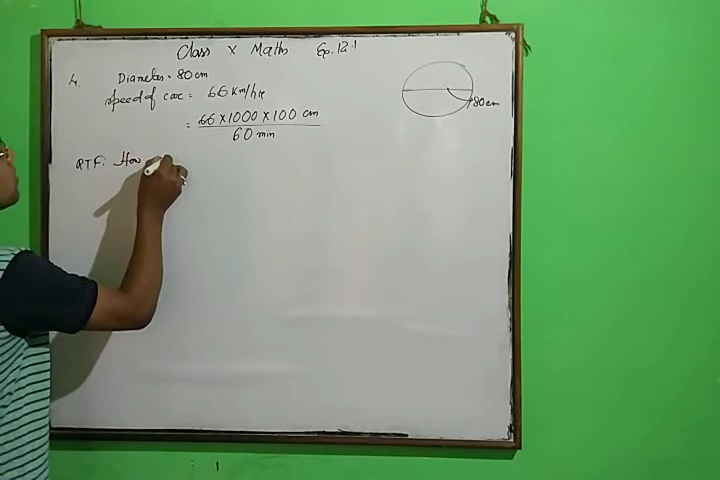 Class X Maths Ex. 12.1
4. Diameter = 80 cm
Speed of car = 66 km/hr
80 cm
= 66 x 1000 x 100 cm
60 min
RTF: How